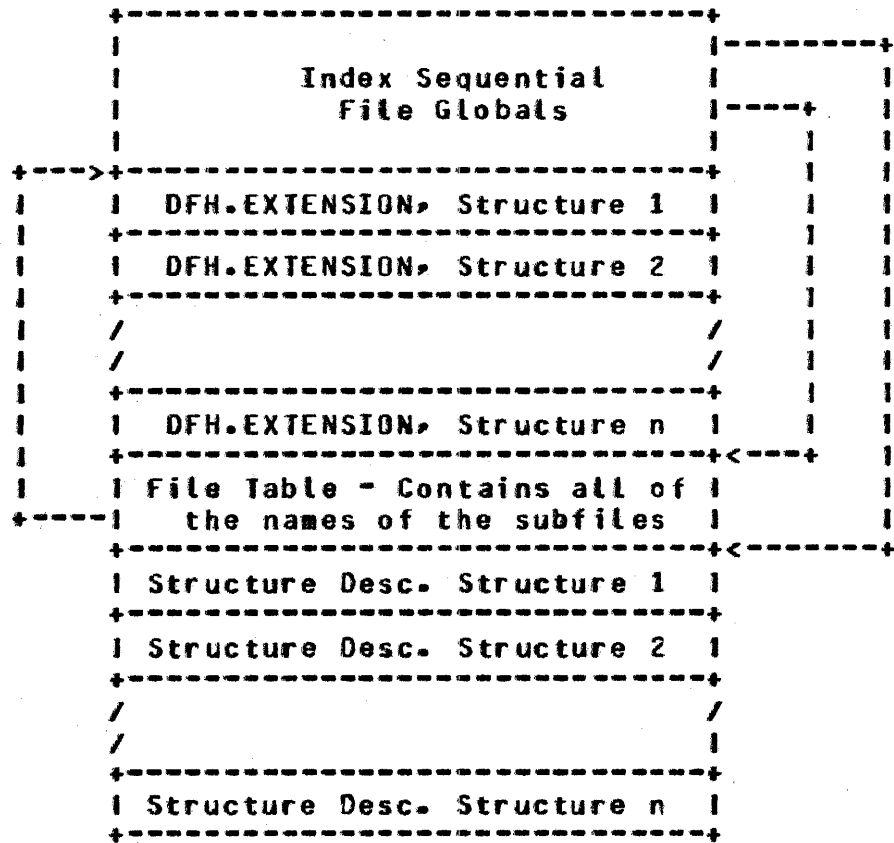 Index Sequential
File Globals
DFH.EXTENSION, Structure 1
DFH.EXTENSION, Structure 2
DFH.EXTENSION, Structure n
File Table - Contains all of
the names of the subfiles
Structure Desc. Structure 1
Structure Desc. Structure 2
Structure Desc. Structure n